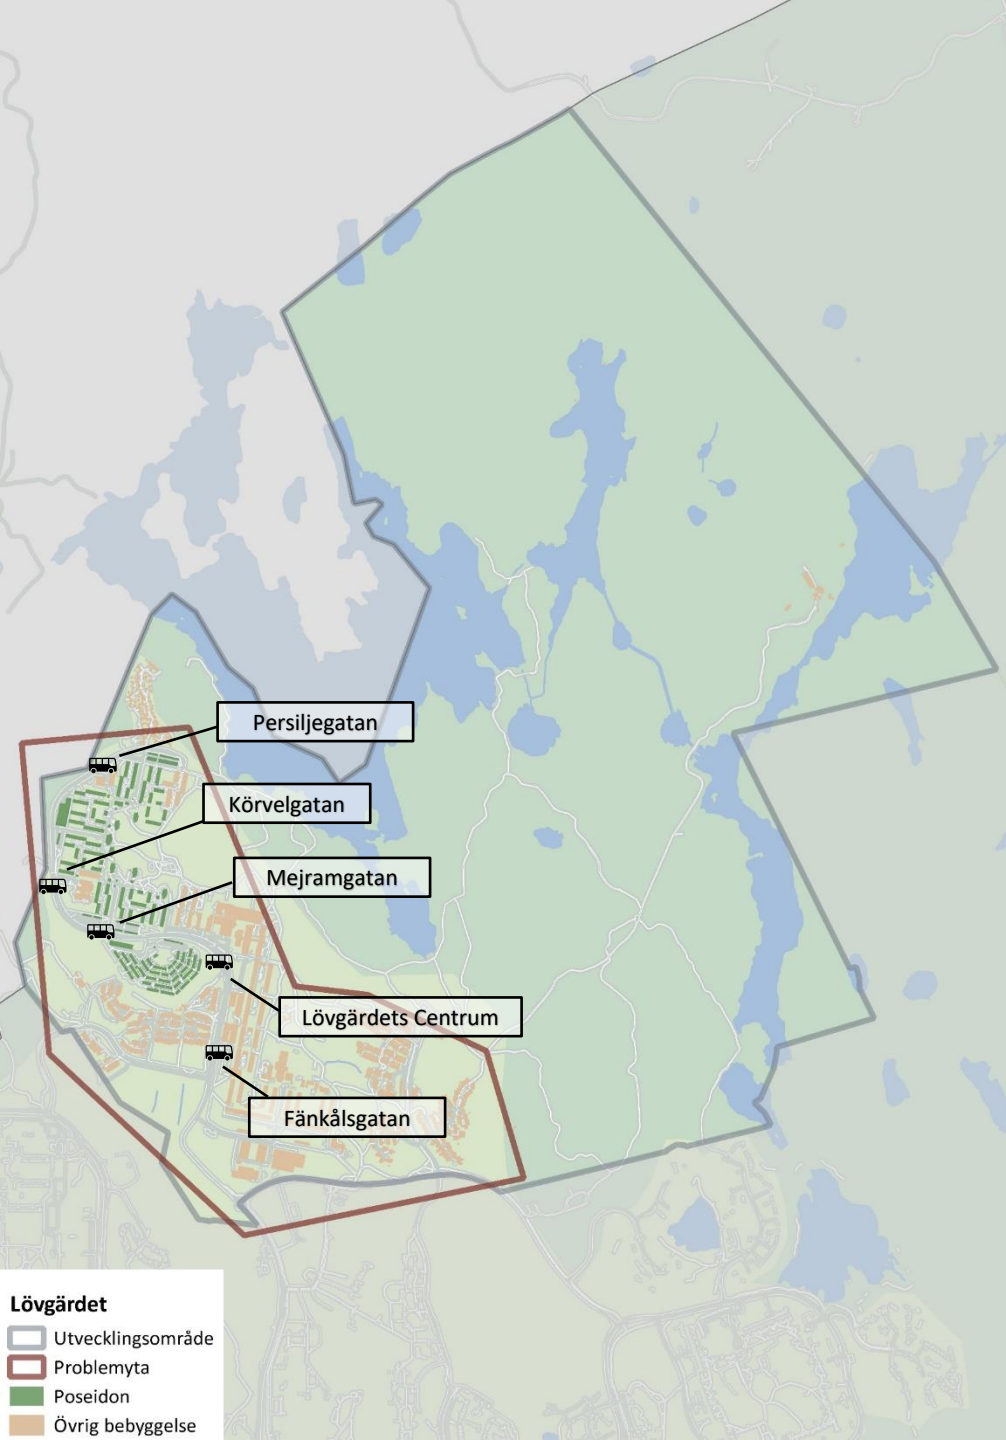 Persiljegatan
Körvelgatan
Mejramgatan
Lövgärdets Centrum
Fänkålsgatan
Lövgärdet
Utvecklingsområde
Problemyta
Poseidon
Övrig bebyggelse